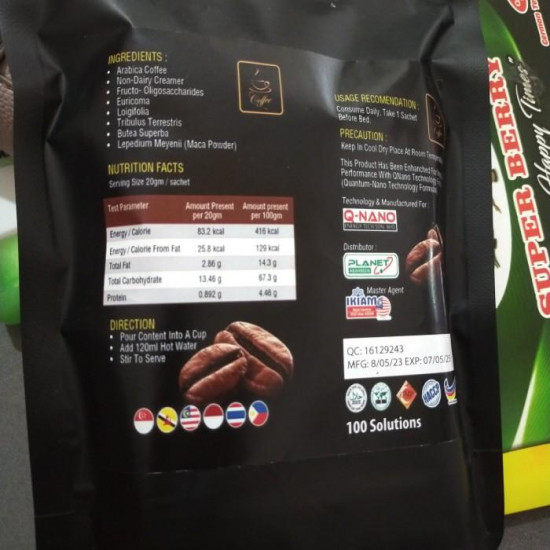 INGREDIENTS :
• Arabica Coffee
• Non-Dairy Creamer
• Fructo- Oligosaccharides
• Euricoma
• Loigifolia
• Tribulus Terrestris
• Butea Superba
• Lepedium Meyenii (Maca Powder)
NUTRITION FACTS
Serving Size 20gm / sachet
Test Parameter Amount Present per 20gm Amount present per 100gm
Energy / Calorie 83.2 kcal 416 kcal
Energy / Calorie From Fat 25.8 kcal 129 kcal
Total Fat 2.86 g 14.3 g
Total Carbohydrate 13.46 g 67.3 g
Protein 0.892 g 4.46 g
DIRECTION
• Pour Content Into A Cup
• Add 120ml Hot Water
• Stir To Serve
Coffee
USAGE RECOMENDATION :
Consume Daily. Take 1 Sachet
Before Bed.
PRECAUTION :
Keep In Cool Dry Place At Room
This Product Has Been Enhanched For
Performance With QNano Technology
(Quantum-Nano Technology
Technology & Manufactured For :
Q-NANO
Distributor :
PLANET
Master Agent
IKIAM
QC: 16129243
MFG: 8/05/23 EXP: 07/05/
HACCP
100 Solutions
SUPER BERRY
Happy Times